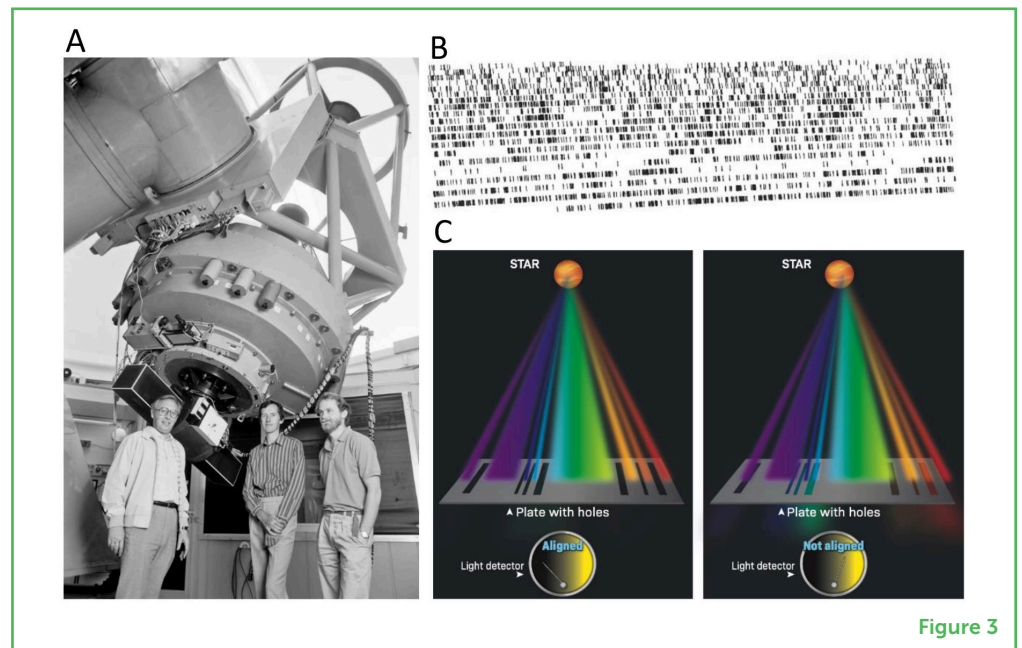 A
B
C
STAR
Plate with holes
Aligned
Light detector
STAR
Plate with holes
Not aligned
Light detector
Figure 3